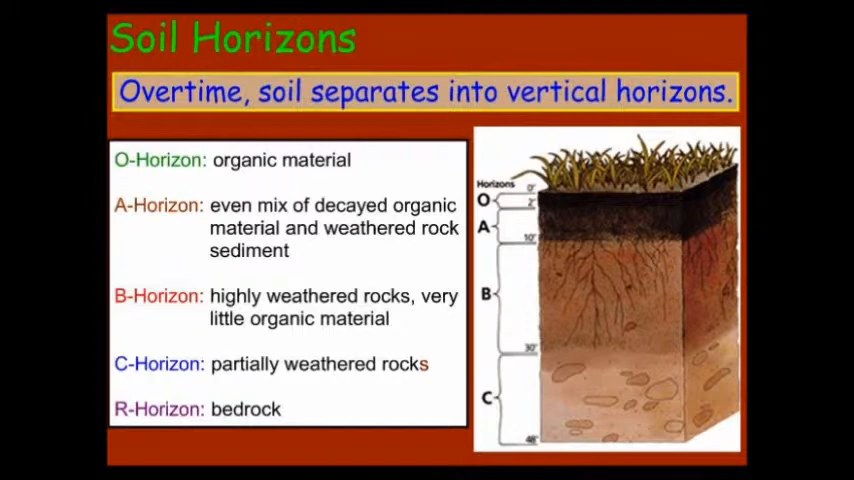 Soil Horizons
Overtime, soil separates into vertical horizons.
O-Horizon: organic material
A-Horizon: even mix of decayed organic
material and weathered rock
sediment
B-Horizon: highly weathered rocks, very
little organic material
C-Horizon: partially weathered rocks
R-Horizon: bedrock
Horizons
0"
O
2"
A
10"
B
30"
C
48"